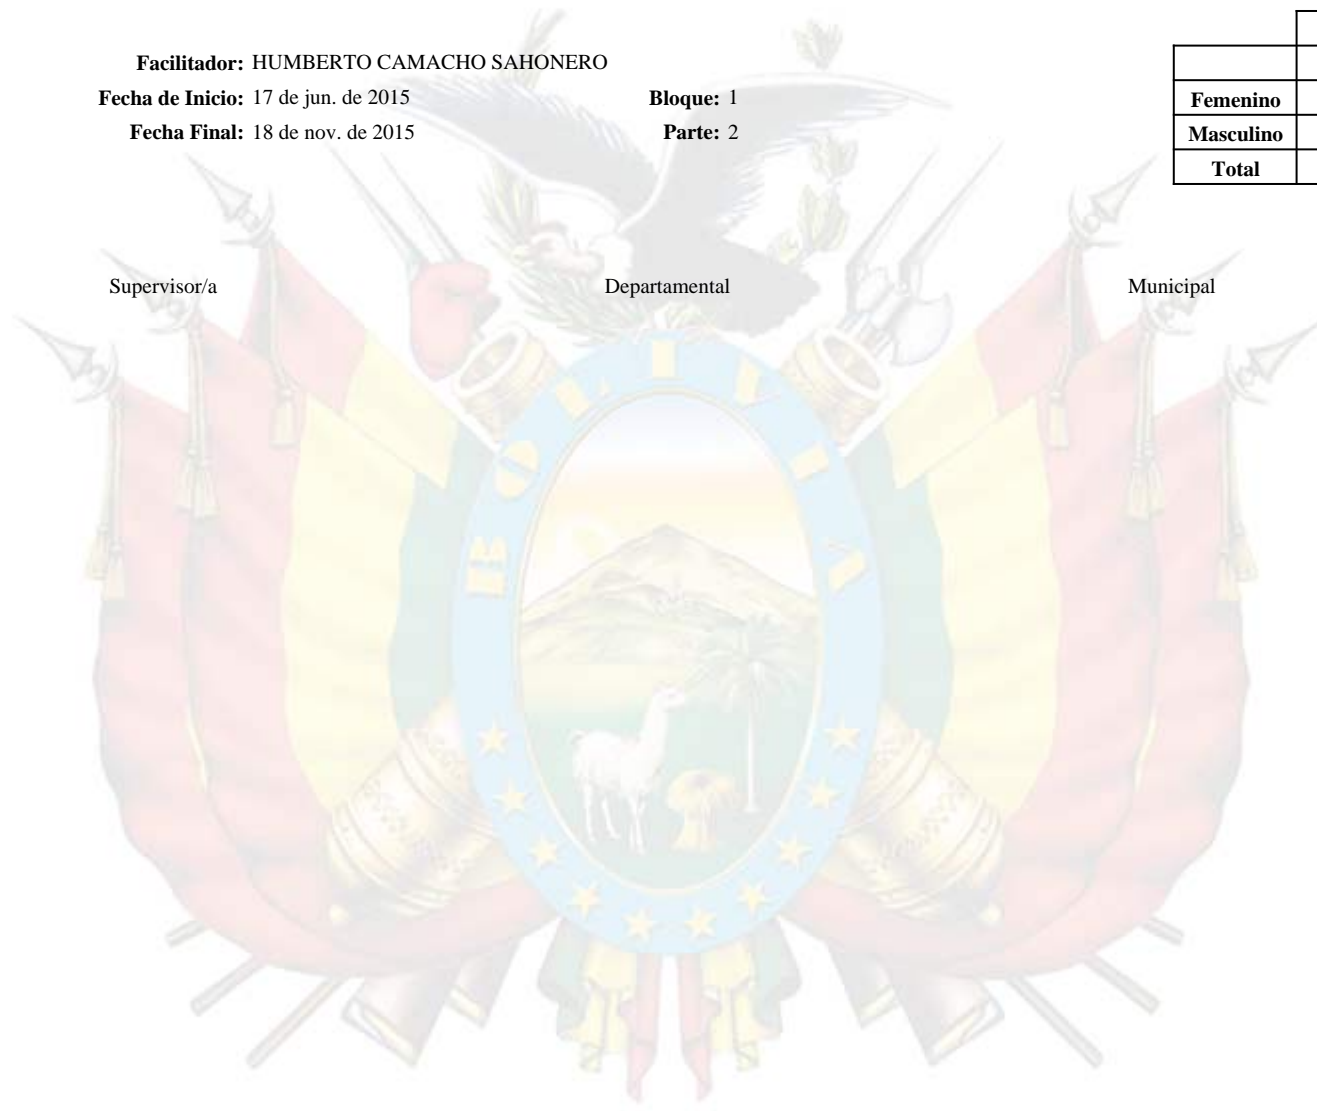 Facilitador: HUMBERTO CAMACHO SAHONERO
Fecha de Inicio: 17 de jun. de 2015 Bloque: 1
Fecha Final: 18 de nov. de 2015 Parte: 2
Femenino
Masculino
Total
Supervisor/a Departamental Municipal
BOLIVIA